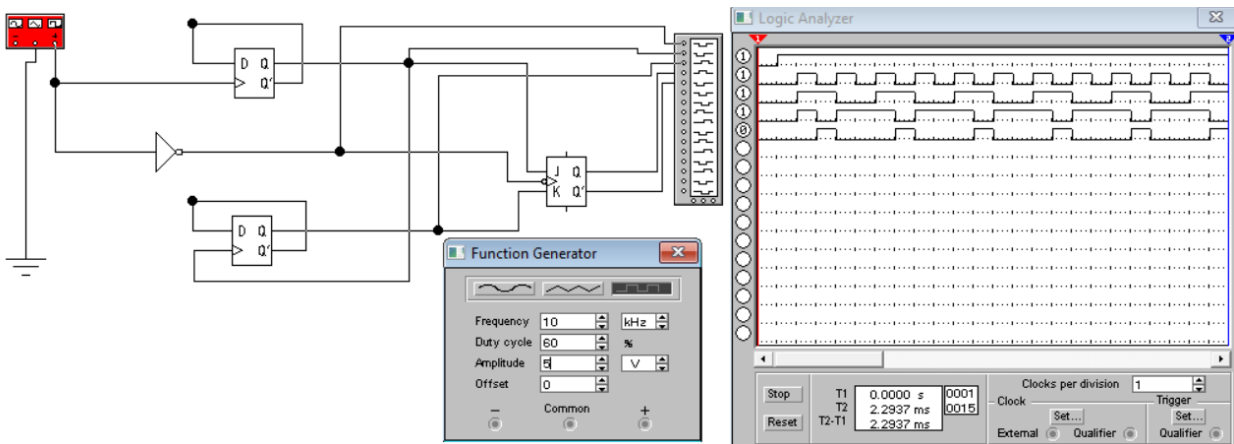 - +
D Q
Q'
D Q
Q'
J Q
K Q'
Function Generator
Frequency 10 kHz
Duty cycle 60 %
Amplitude 5 V
Offset 0
− Common +
Logic Analyzer
1 2
1
1
1
1
0
Stop
Reset
T1 0.0000 s 0001
T2 2.2937 ms 0015
T2-T1 2.2937 ms
Clocks per division 1
Clock Trigger
Set... Set...
External Qualifier Qualifier